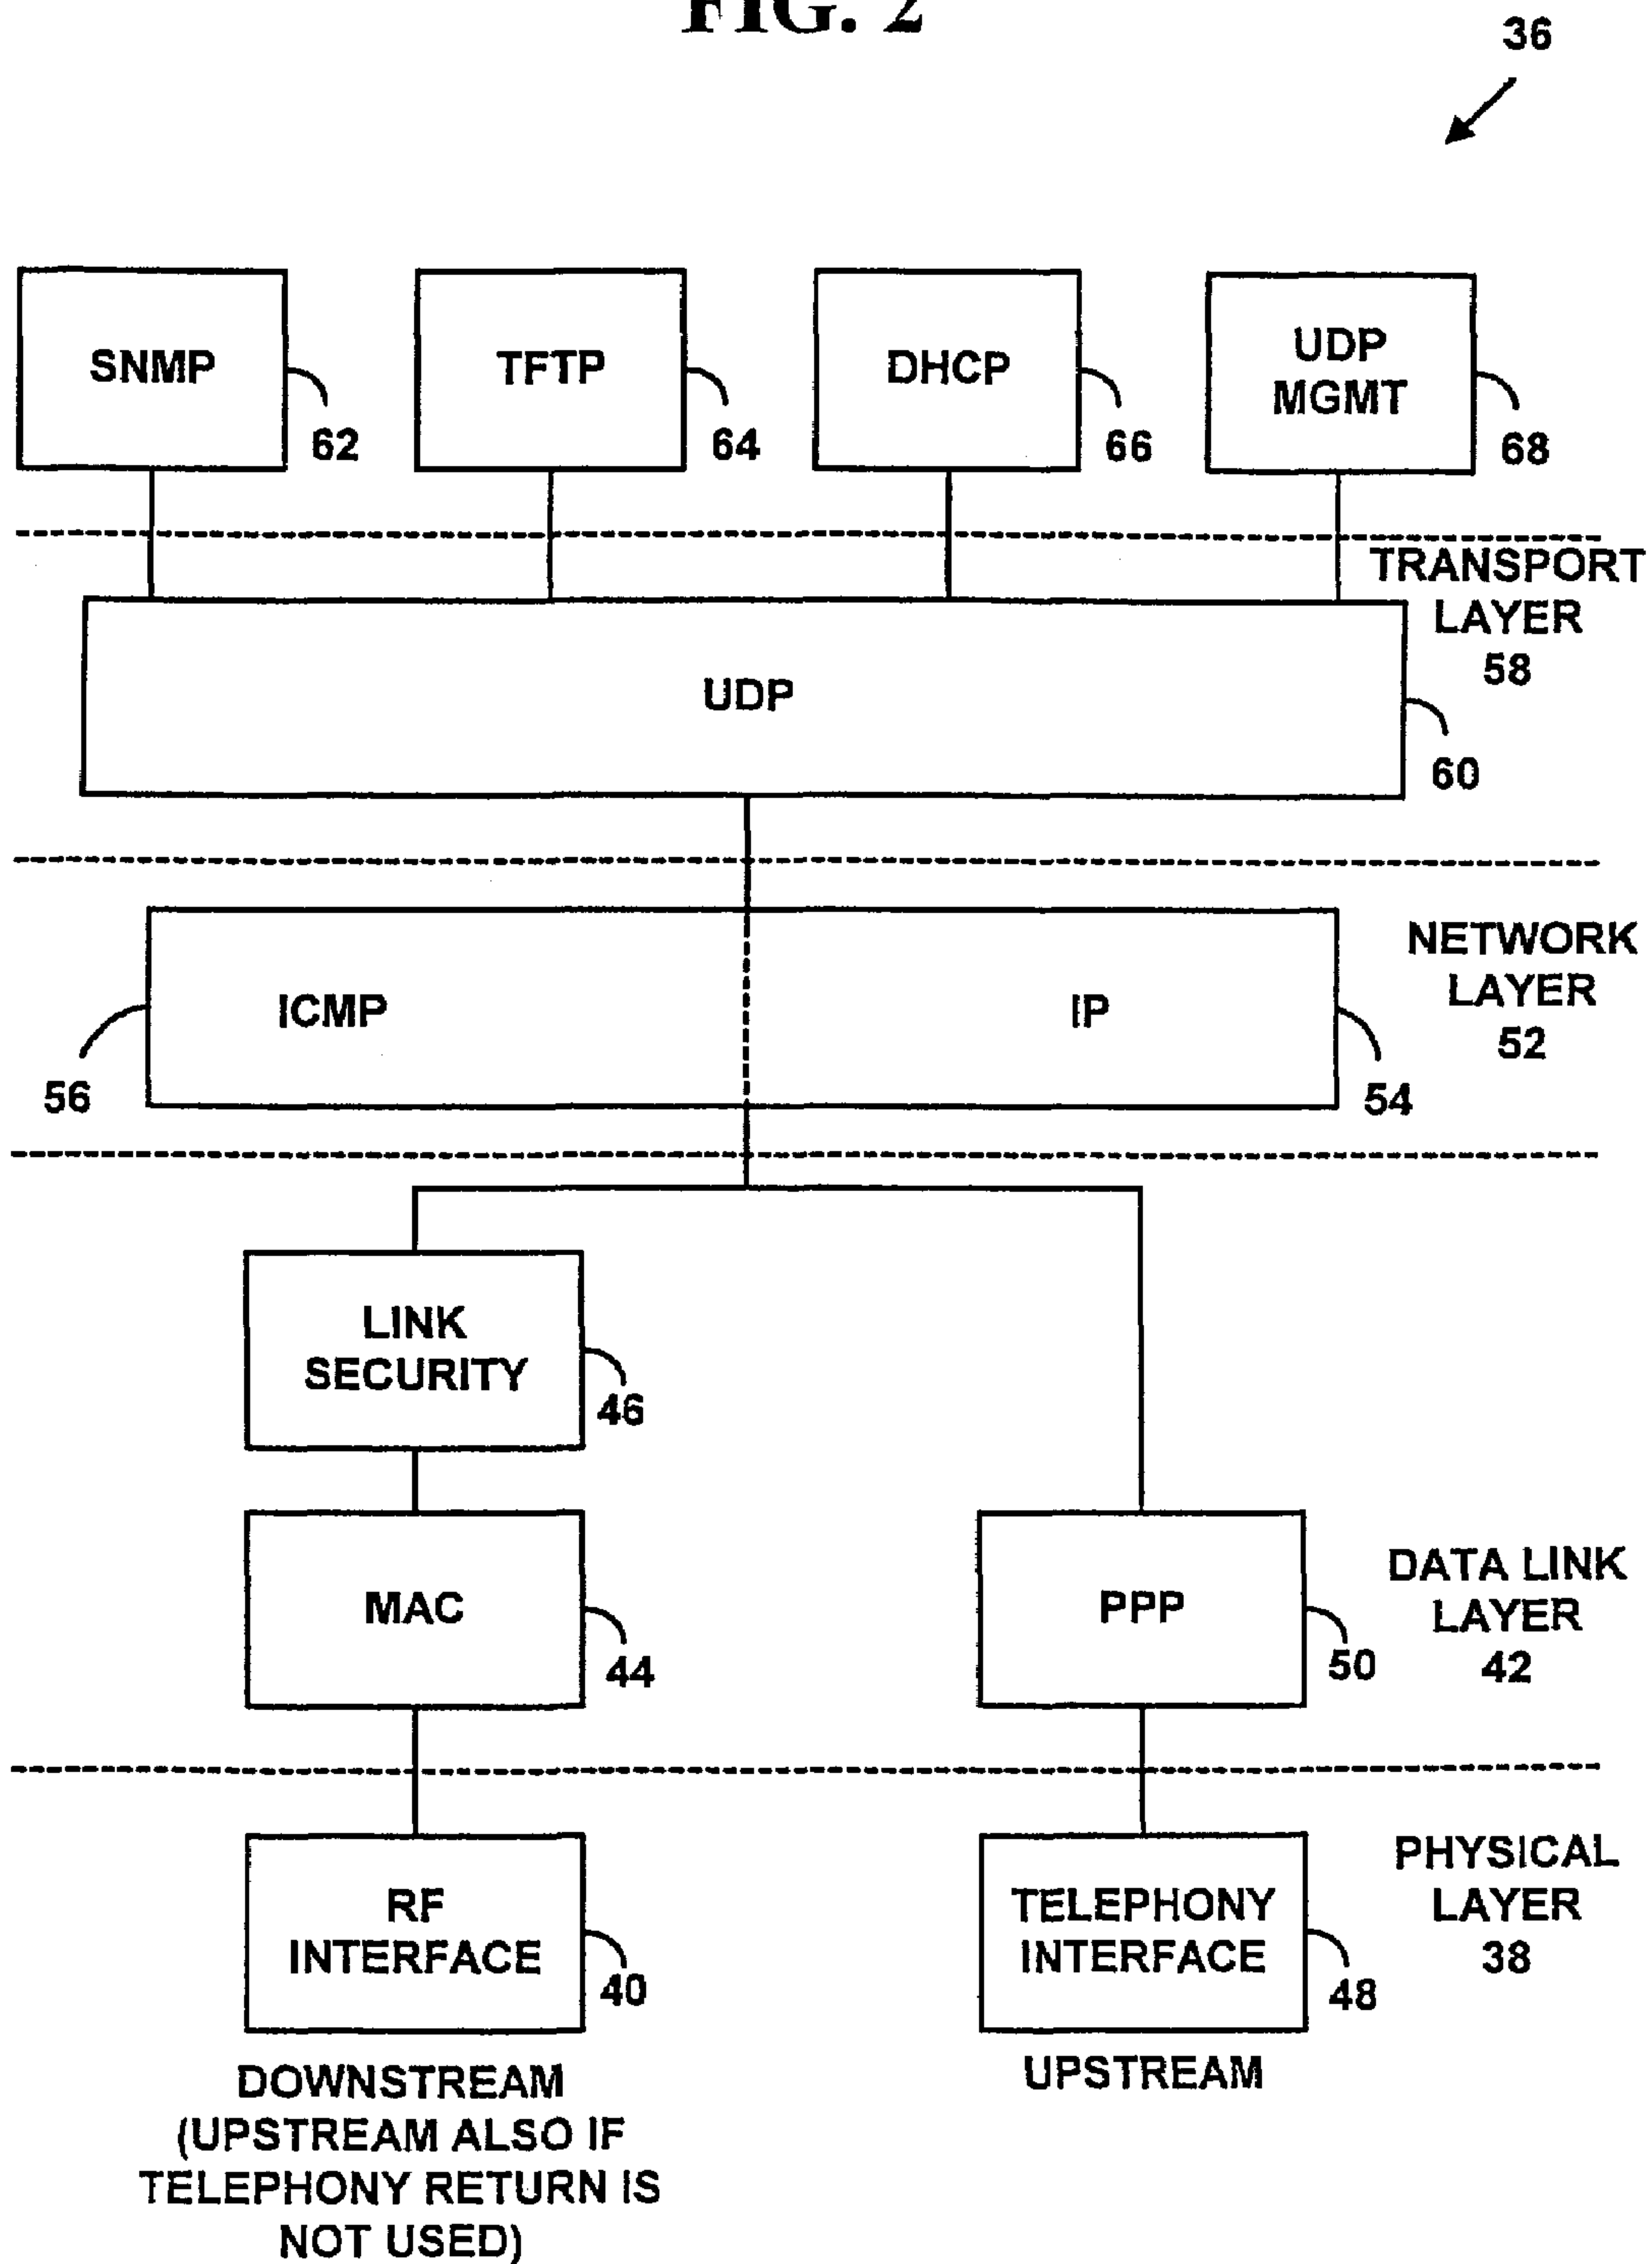 FIG. 2
36
SNMP
62
TFTP
64
DHCP
66
UDP
MGMT
68
TRANSPORT
LAYER
58
UDP
60
ICMP
56
IP
54
NETWORK
LAYER
52
LINK
SECURITY
46
MAC
44
PPP
50
DATA LINK
LAYER
42
RF
INTERFACE
40
TELEPHONY
INTERFACE
48
PHYSICAL
LAYER
38
DOWNSTREAM
(UPSTREAM ALSO IF
TELEPHONY RETURN IS
NOT USED)
UPSTREAM